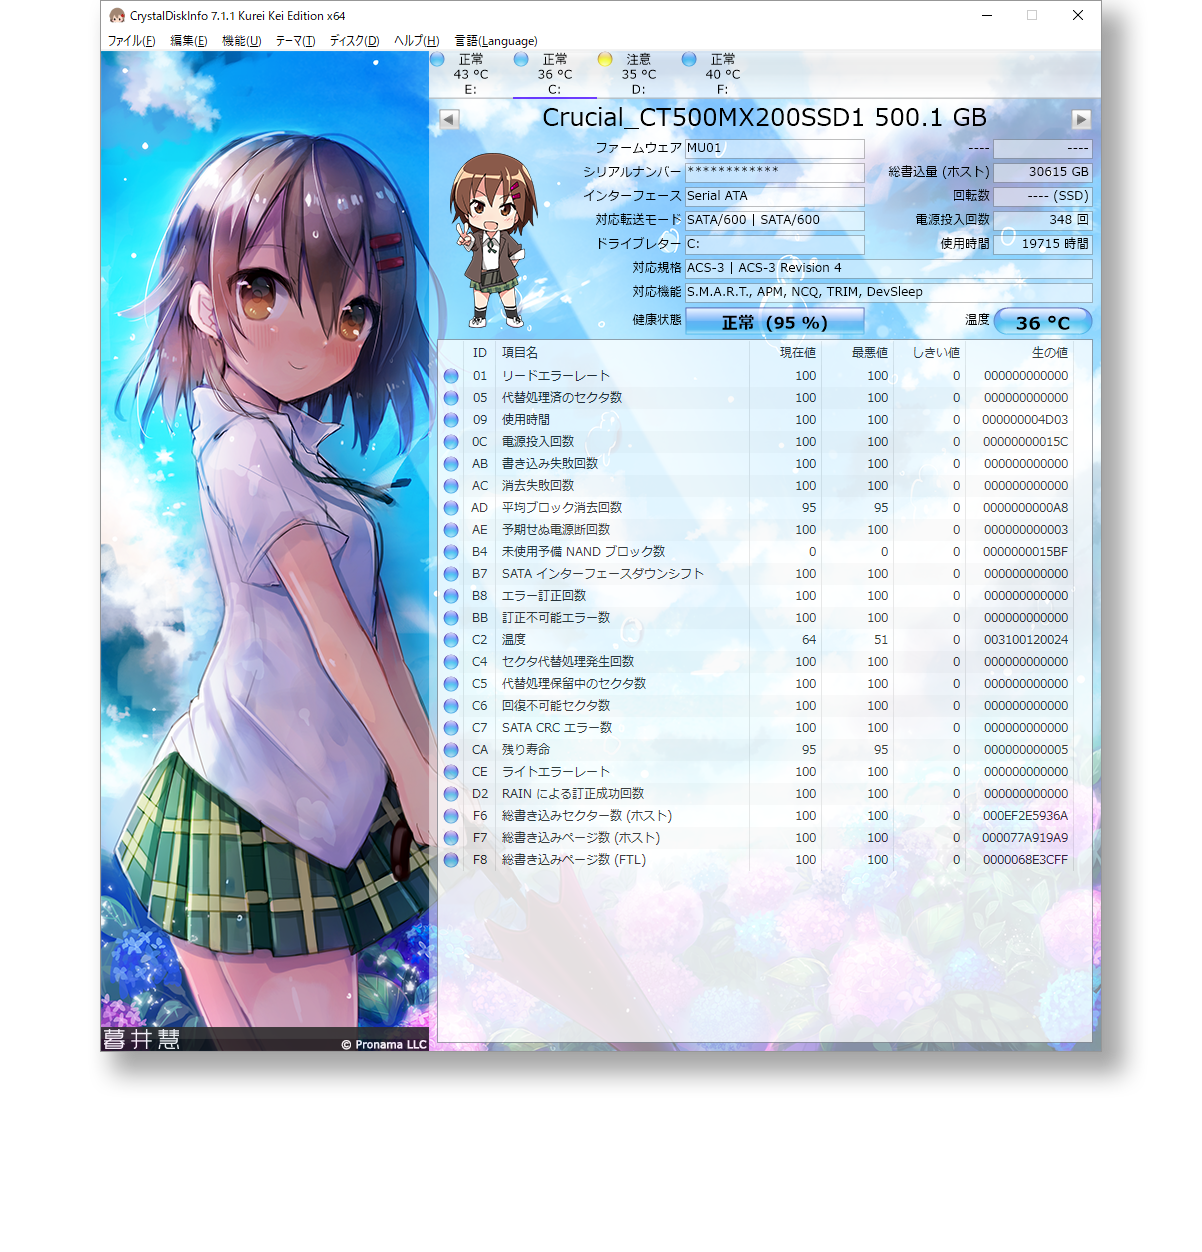 CrystalDiskInfo 7.1.1 Kurei Kei Edition x64
ファイル(F) 編集(E) 機能(U) テーマ(T) ディスク(D) ヘルプ(H) 言語(Language)
正常 正常 注意 正常
43 °C 36 °C 35 °C 40 °C
E: C: D: F:
Crucial_CT500MX200SSD1 500.1 GB
ファームウェア MU01 ---- ----
シリアルナンバー ************ 総書込量 (ホスト) 30615 GB
インターフェース Serial ATA 回転数 ---- (SSD)
対応転送モード SATA/600 | SATA/600 電源投入回数 348 回
ドライブレター C: 使用時間 19715 時間
対応規格 ACS-3 | ACS-3 Revision 4
対応機能 S.M.A.R.T., APM, NCQ, TRIM, DevSleep
健康状態 正常 (95 %) 温度 36 °C
ID 項目名 現在値 最悪値 しきい値 生の値
01 リードエラーレート 100 100 0 000000000000
05 代替処理済のセクタ数 100 100 0 000000000000
09 使用時間 100 100 0 000000004D03
0C 電源投入回数 100 100 0 00000000015C
AB 書き込み失敗回数 100 100 0 000000000000
AC 消去失敗回数 100 100 0 000000000000
AD 平均ブロック消去回数 95 95 0 0000000000A8
AE 予期せぬ電源断回数 100 100 0 000000000003
B4 未使用予備 NAND ブロック数 0 0 0 0000000015BF
B7 SATA インターフェースダウンシフト 100 100 0 000000000000
B8 エラー訂正回数 100 100 0 000000000000
BB 訂正不可能エラー数 100 100 0 000000000000
C2 温度 64 51 0 003100120024
C4 セクタ代替処理発生回数 100 100 0 000000000000
C5 代替処理保留中のセクタ数 100 100 0 000000000000
C6 回復不可能セクタ数 100 100 0 000000000000
C7 SATA CRC エラー数 100 100 0 000000000000
CA 残り寿命 95 95 0 000000000005
CE ライトエラーレート 100 100 0 000000000000
D2 RAIN による訂正成功回数 100 100 0 000000000000
F6 総書き込みセクター数 (ホスト) 100 100 0 000EF2E5936A
F7 総書き込みページ数 (ホスト) 100 100 0 000077A919A9
F8 総書き込みページ数 (FTL) 100 100 0 0000068E3CFF
暮井慧
© Pronama LLC